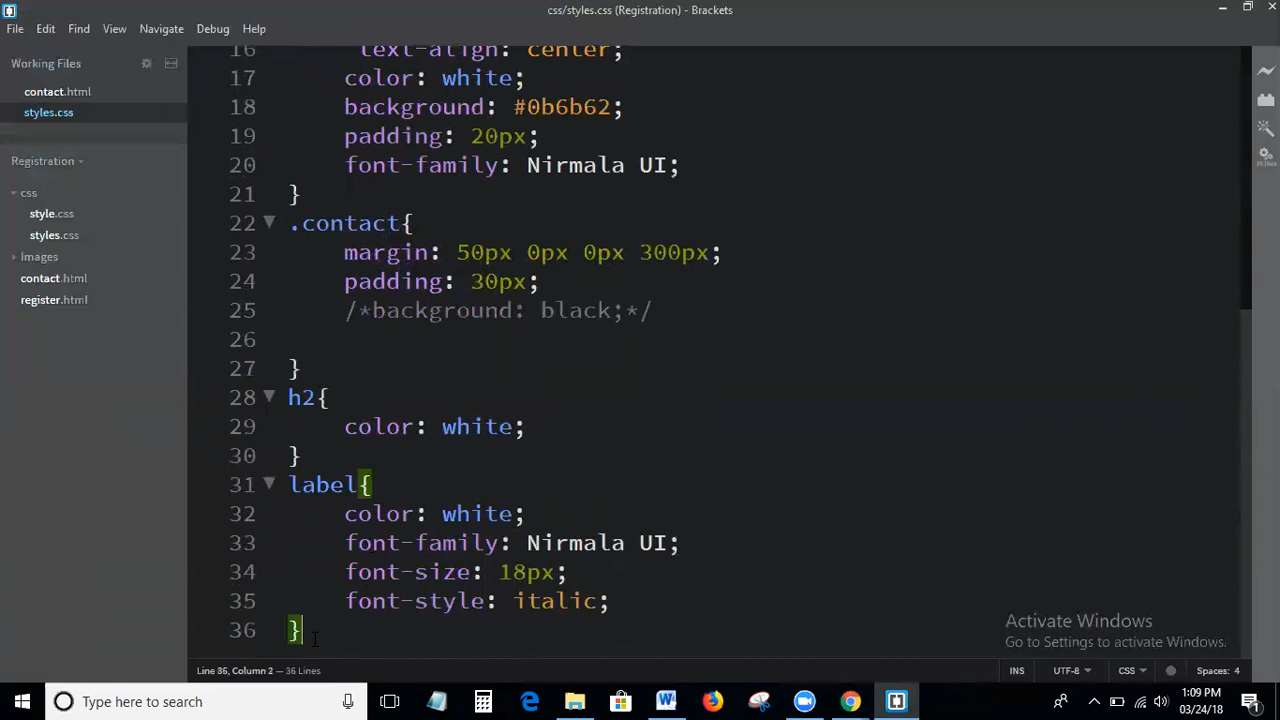 css/styles.css (Registration) - Brackets
File Edit Find View Navigate Debug Help
Working Files
contact.html
styles.css
Registration
css
style.css
styles.css
Images
contact.html
register.html
16 text-align: center;
17 color: white;
18 background: #0b6b62;
19 padding: 20px;
20 font-family: Nirmala UI;
21 }
22 .contact{
23 margin: 50px 0px 0px 300px;
24 padding: 30px;
25 /*background: black;*/
26
27 }
28 h2{
29 color: white;
30 }
31 label{
32 color: white;
33 font-family: Nirmala UI;
34 font-size: 18px;
35 font-style: italic;
36 }
Activate Windows
Go to Settings to activate Windows.
Line 36, Column 2 — 36 Lines
INS UTF-8 CSS Spaces: 4
Type here to search
1:09 PM
03/24/18